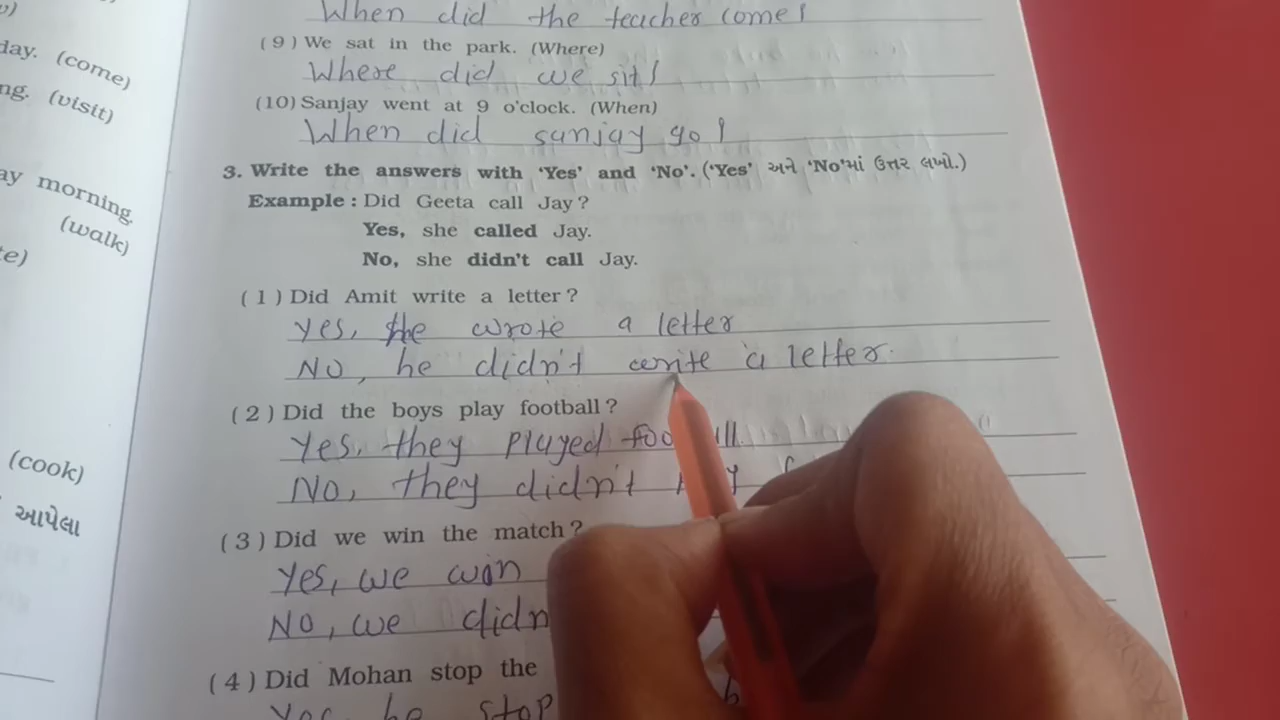 When did the teacher come?
day. (come)
(9) We sat in the park. (Where)
Where did we sit?
ng. (visit)
(10) Sanjay went at 9 o'clock. (When)
When did sanjay go?
3. Write the answers with 'Yes' and 'No'. ('Yes' અને 'No'માં ઉત્તર લખો.)
ay morning.
(walk)
Example : Did Geeta call Jay?
Yes, she called Jay.
te)
No, she didn't call Jay.
(1) Did Amit write a letter?
Yes, he wrote a letter
No, he didn't write a letter.
(2) Did the boys play football?
Yes, they played
No, they didn't
(cook)
આપેલા
(3) Did we win the match?
Yes, we won
No, we didn
(4) Did Mohan stop the
Yes he stop